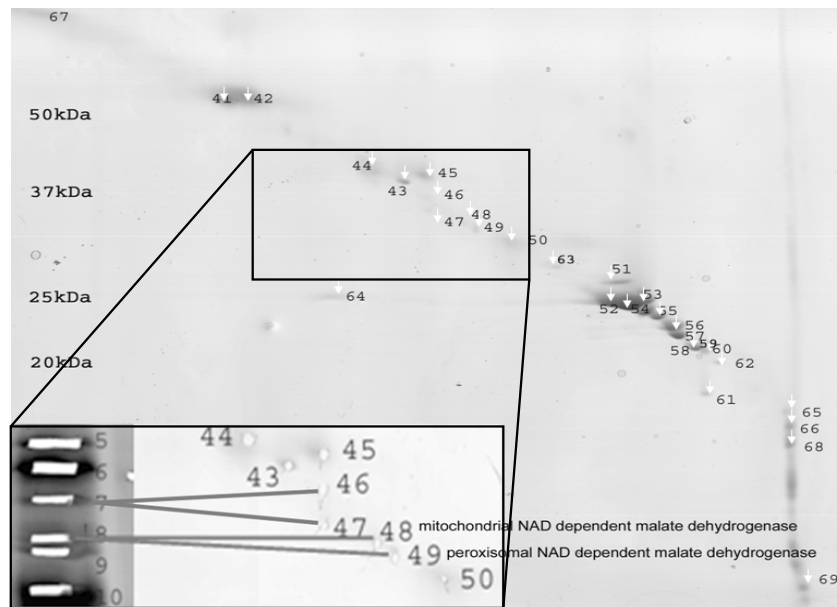 67
41 42
50kDa
44 45
43
37kDa 46
47 48
49
50
63
51
25kDa 64 53
52 54 55
56
57
20kDa 58 59 60
62
61
65
66
68
5 44 45
6 43
7 46
47 48 mitochondrial NAD dependent malate dehydrogenase
8 49 peroxisomal NAD dependent malate dehydrogenase
9
50
10
69